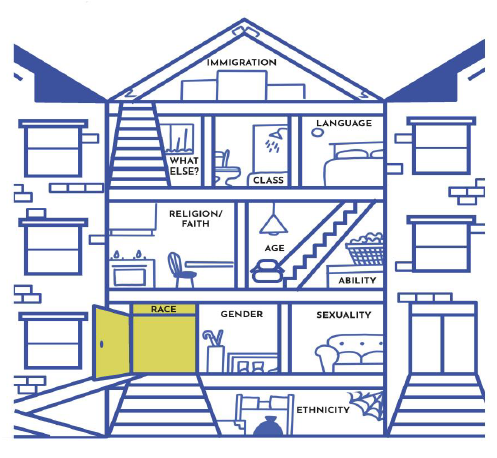 IMMIGRATION
LANGUAGE
WHAT
ELSE?
CLASS
RELIGION/
FAITH
AGE
ABILITY
RACE
GENDER
SEXUALITY
ETHNICITY